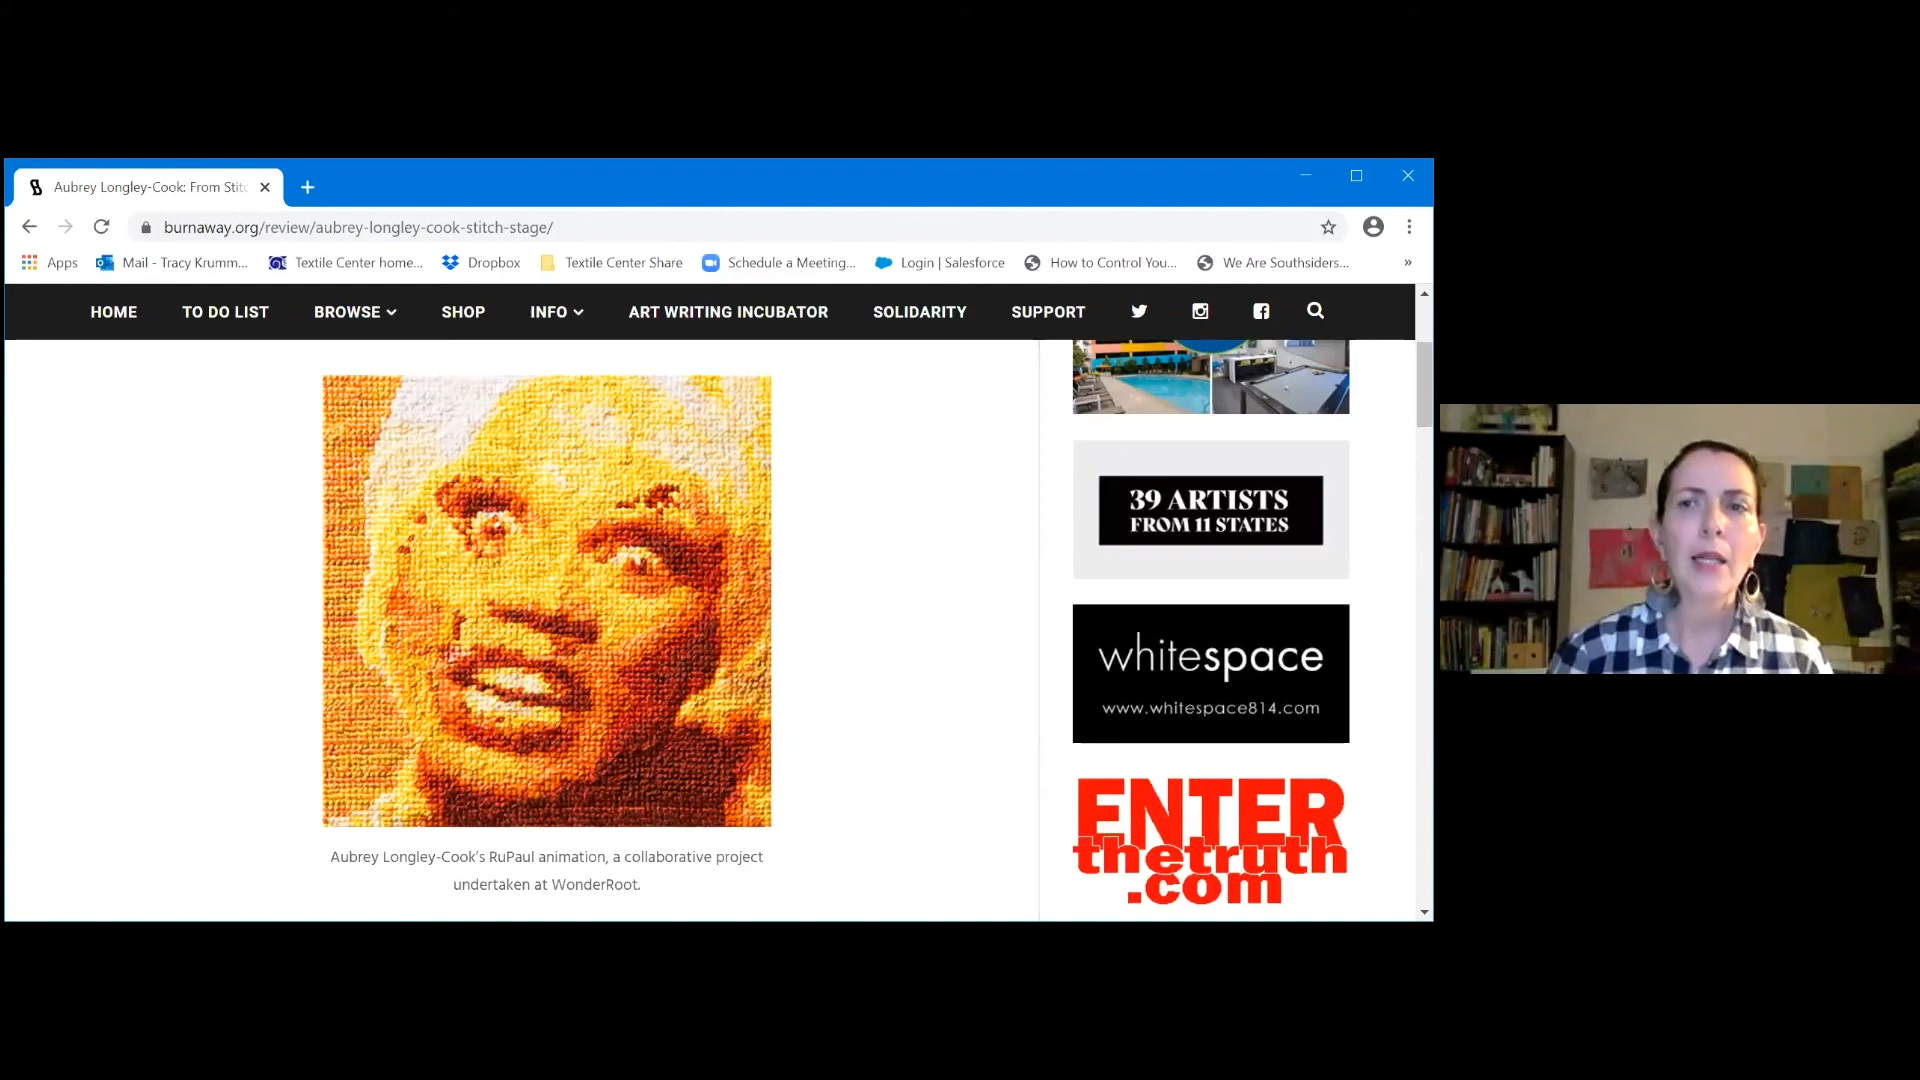 Aubrey Longley-Cook: From Stitc
burnaway.org/review/aubrey-longley-cook-stitch-stage/
Apps Mail - Tracy Krumm... Textile Center home... Dropbox Textile Center Share Schedule a Meeting... Login | Salesforce How to Control You... We Are Southsiders... »
HOME TO DO LIST BROWSE SHOP INFO ART WRITING INCUBATOR SOLIDARITY SUPPORT
39 ARTISTS
FROM 11 STATES
whitespace
www.whitespace814.com
ENTER
thetruth
.com
Aubrey Longley-Cook's RuPaul animation, a collaborative project
undertaken at WonderRoot.